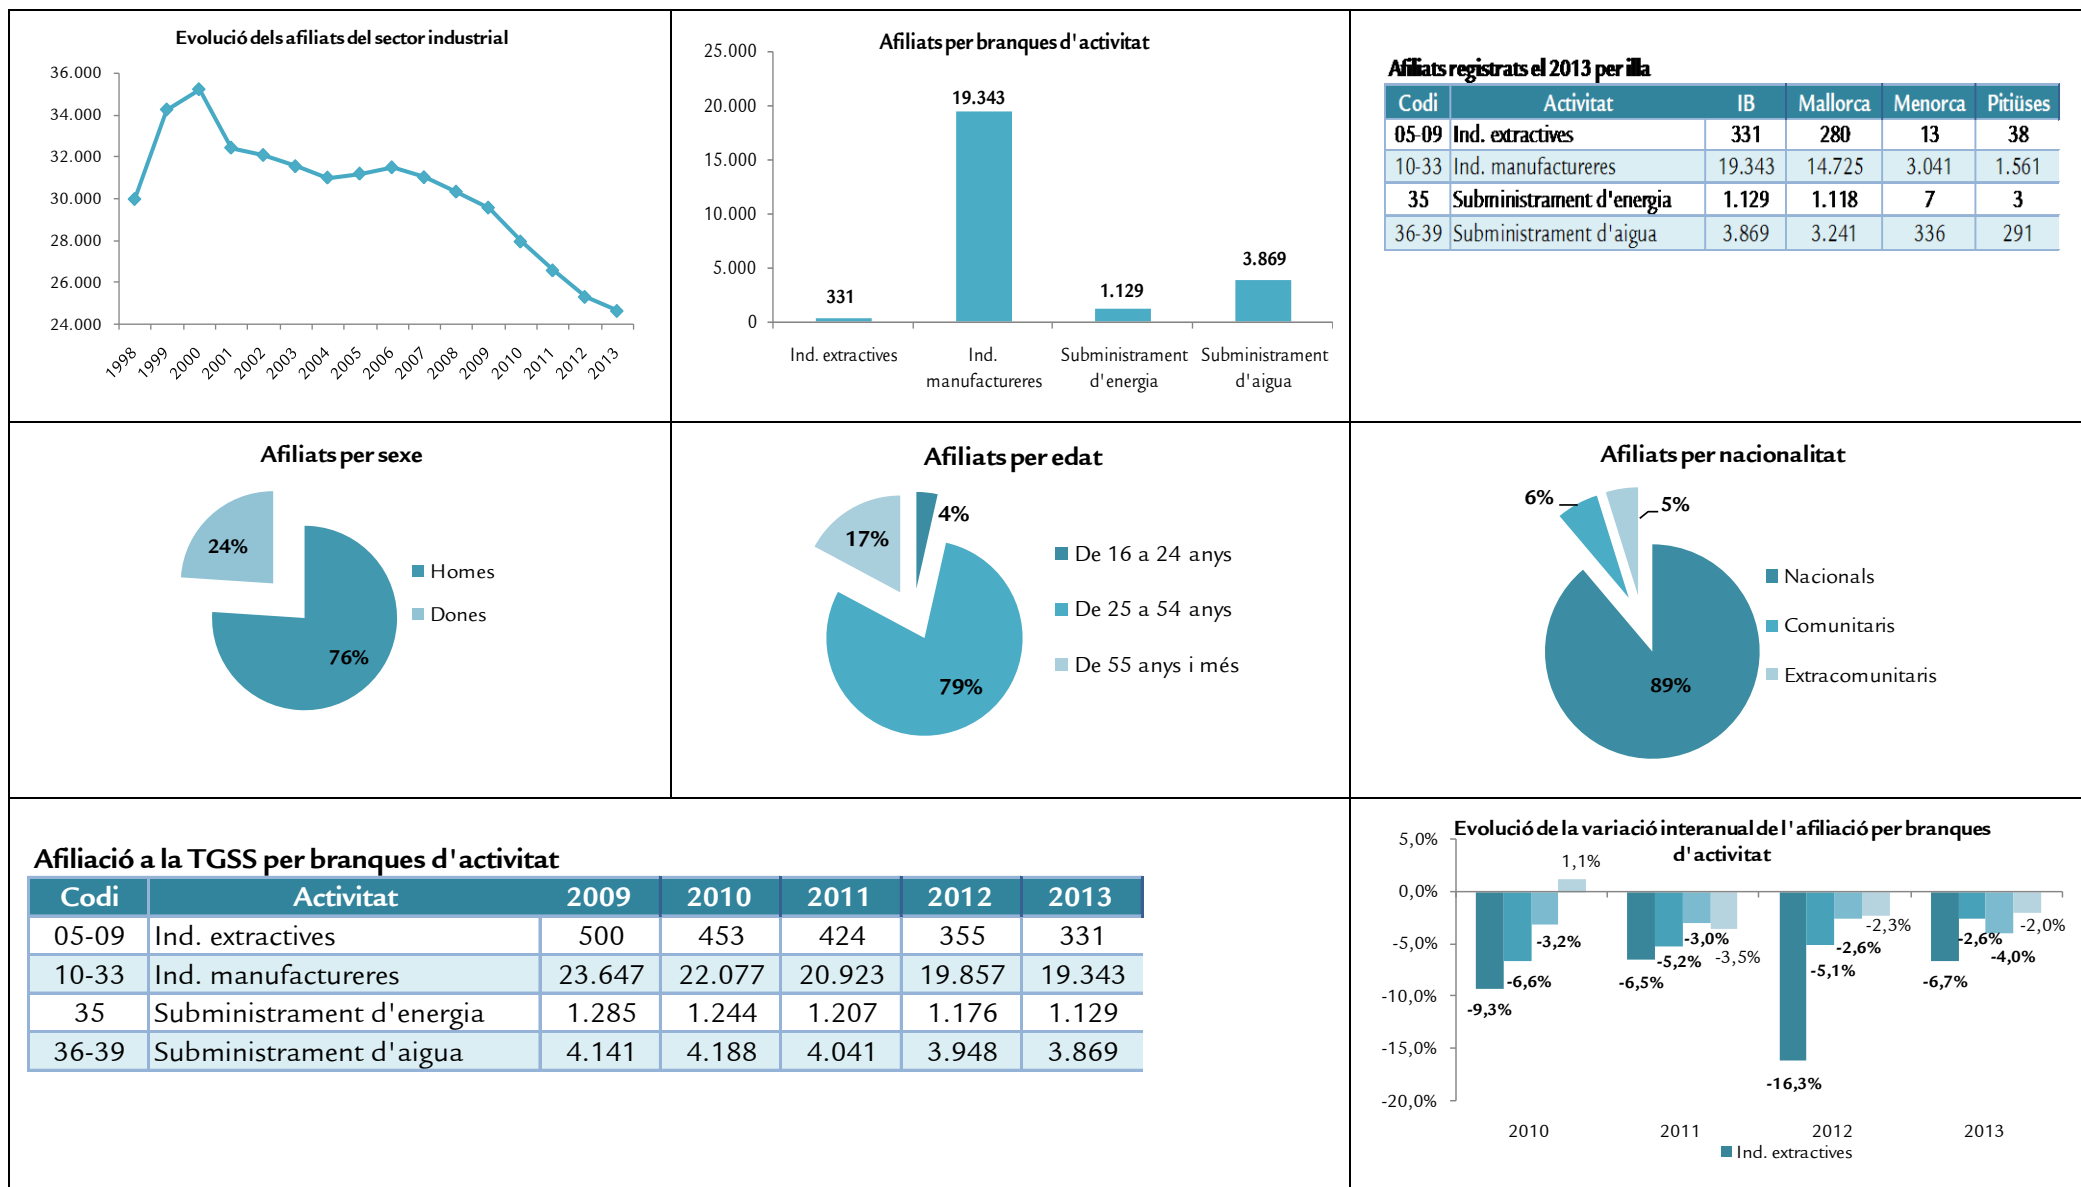 Evolució dels afiliats del sector industrial
36.000
34.000
32.000
30.000
28.000
26.000
24.000
1998 1999 2000 2001 2002 2003 2004 2005 2006 2007 2008 2009 2010 2011 2012 2013
Afiliats per branques d'activitat
25.000
20.000
15.000
10.000
5.000
0
331
19.343
1.129
3.869
Ind. extractives
Ind.
manufactureres
Subministrament
d'energia
Subministrament
d'aigua
Afiliats registrats el 2013 per illa
Codi Activitat IB Mallorca Menorca Pitiüses
05-09 Ind. extractives 331 280 13 38
10-33 Ind. manufactureres 19.343 14.725 3.041 1.561
35 Subministrament d'energia 1.129 1.118 7 3
36-39 Subministrament d'aigua 3.869 3.241 336 291
Afiliats per sexe
24%
76%
Homes
Dones
Afiliats per edat
4%
17%
79%
De 16 a 24 anys
De 25 a 54 anys
De 55 anys i més
Afiliats per nacionalitat
6%
5%
89%
Nacionals
Comunitaris
Extracomunitaris
Afiliació a la TGSS per branques d'activitat
Codi Activitat 2009 2010 2011 2012 2013
05-09 Ind. extractives 500 453 424 355 331
10-33 Ind. manufactureres 23.647 22.077 20.923 19.857 19.343
35 Subministrament d'energia 1.285 1.244 1.207 1.176 1.129
36-39 Subministrament d'aigua 4.141 4.188 4.041 3.948 3.869
Evolució de la variació interanual de l'afiliació per branques
d'activitat
5,0%
0,0%
-5,0%
-10,0%
-15,0%
-20,0%
-9,3%
-6,6%
-3,2%
1,1%
-6,5%
-5,2%
-3,0%
-3,5%
-16,3%
-5,1%
-2,6%
-2,3%
-6,7%
-2,6%
-4,0%
-2,0%
2010 2011 2012 2013
Ind. extractives